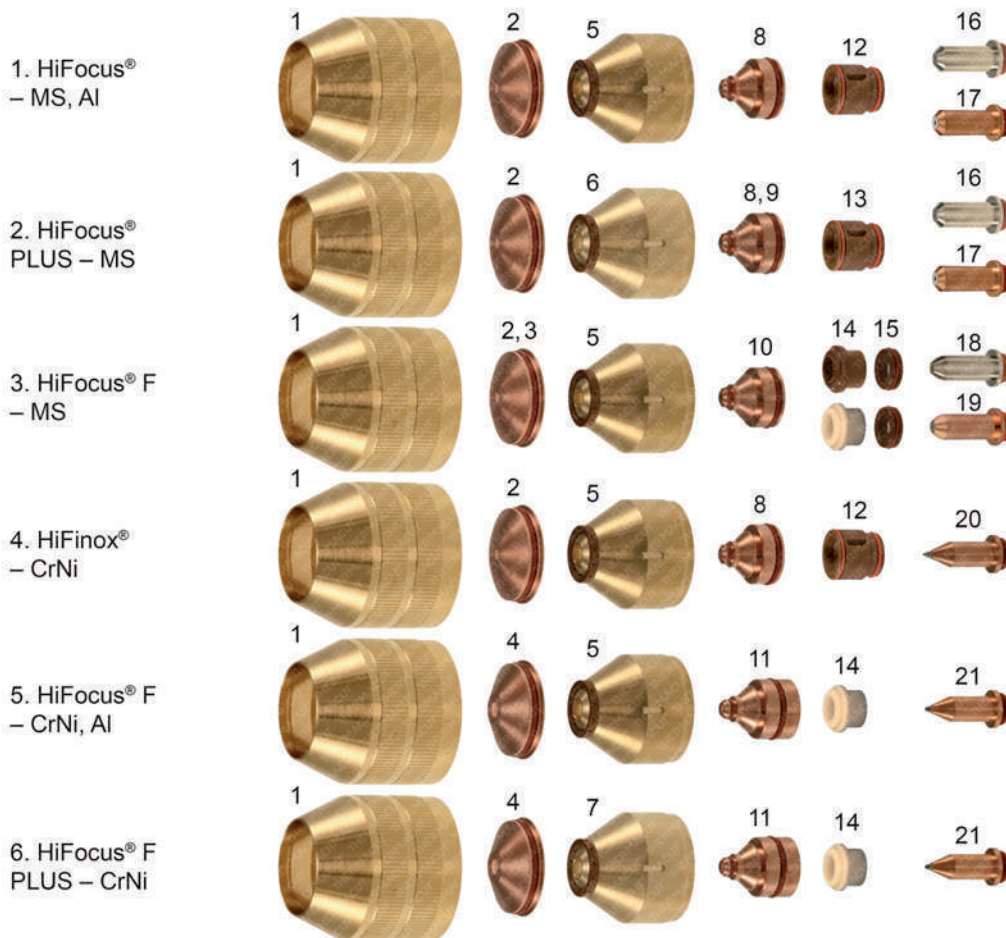 1 2 5 8 12 16
1. HiFocus®
– MS, Al
17
1 2 6 8, 9 13 16
2. HiFocus®
PLUS – MS
17
1 2, 3 5 10 14 15 18
3. HiFocus® F
– MS
19
1 2 5 8 12 20
4. HiFinox®
– CrNi
1 4 5 11 14 21
5. HiFocus® F
– CrNi, Al
1 4 7 11 14 21
6. HiFocus® F
PLUS – CrNi